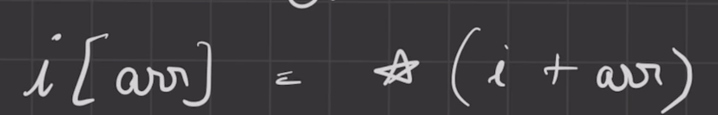 i[arr] = *(i + arr)